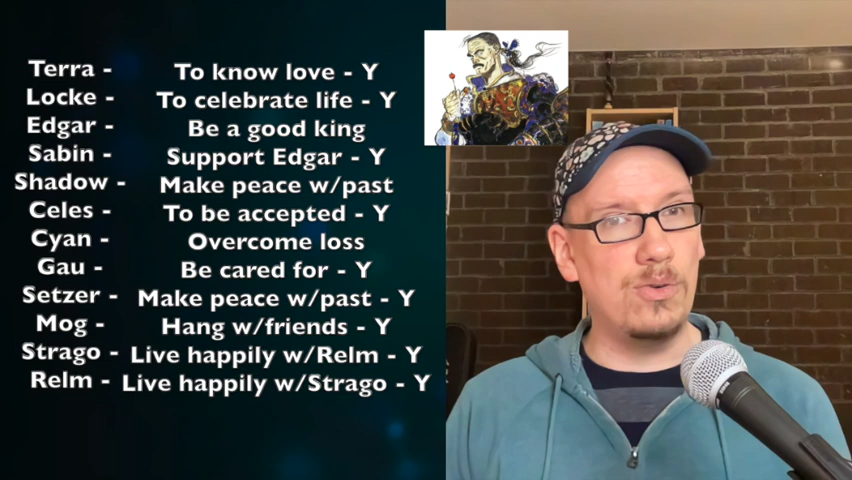 Terra - To know love - Y
Locke - To celebrate life - Y
Edgar - Be a good king
Sabin - Support Edgar - Y
Shadow - Make peace w/past
Celes - To be accepted - Y
Cyan - Overcome loss
Gau - Be cared for - Y
Setzer - Make peace w/past - Y
Mog - Hang w/friends - Y
Strago - Live happily w/Relm - Y
Relm - Live happily w/Strago - Y